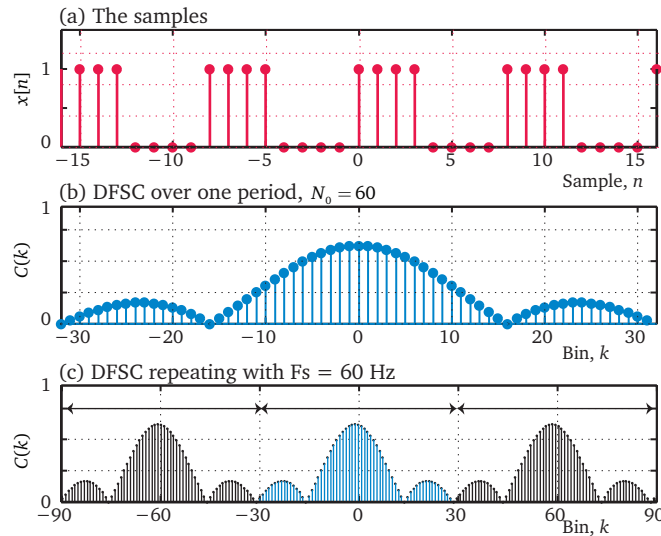 (a) The samples
1
x[n]
0
−15 −10 −5 0 5 10 15
Sample, n
(b) DFSC over one period, N₀ = 60
1
C(k)
0
−30 −20 −10 0 10 20 30
Bin, k
(c) DFSC repeating with Fs = 60 Hz
1
C(k)
0
−90 −60 −30 0 30 60 90
Bin, k